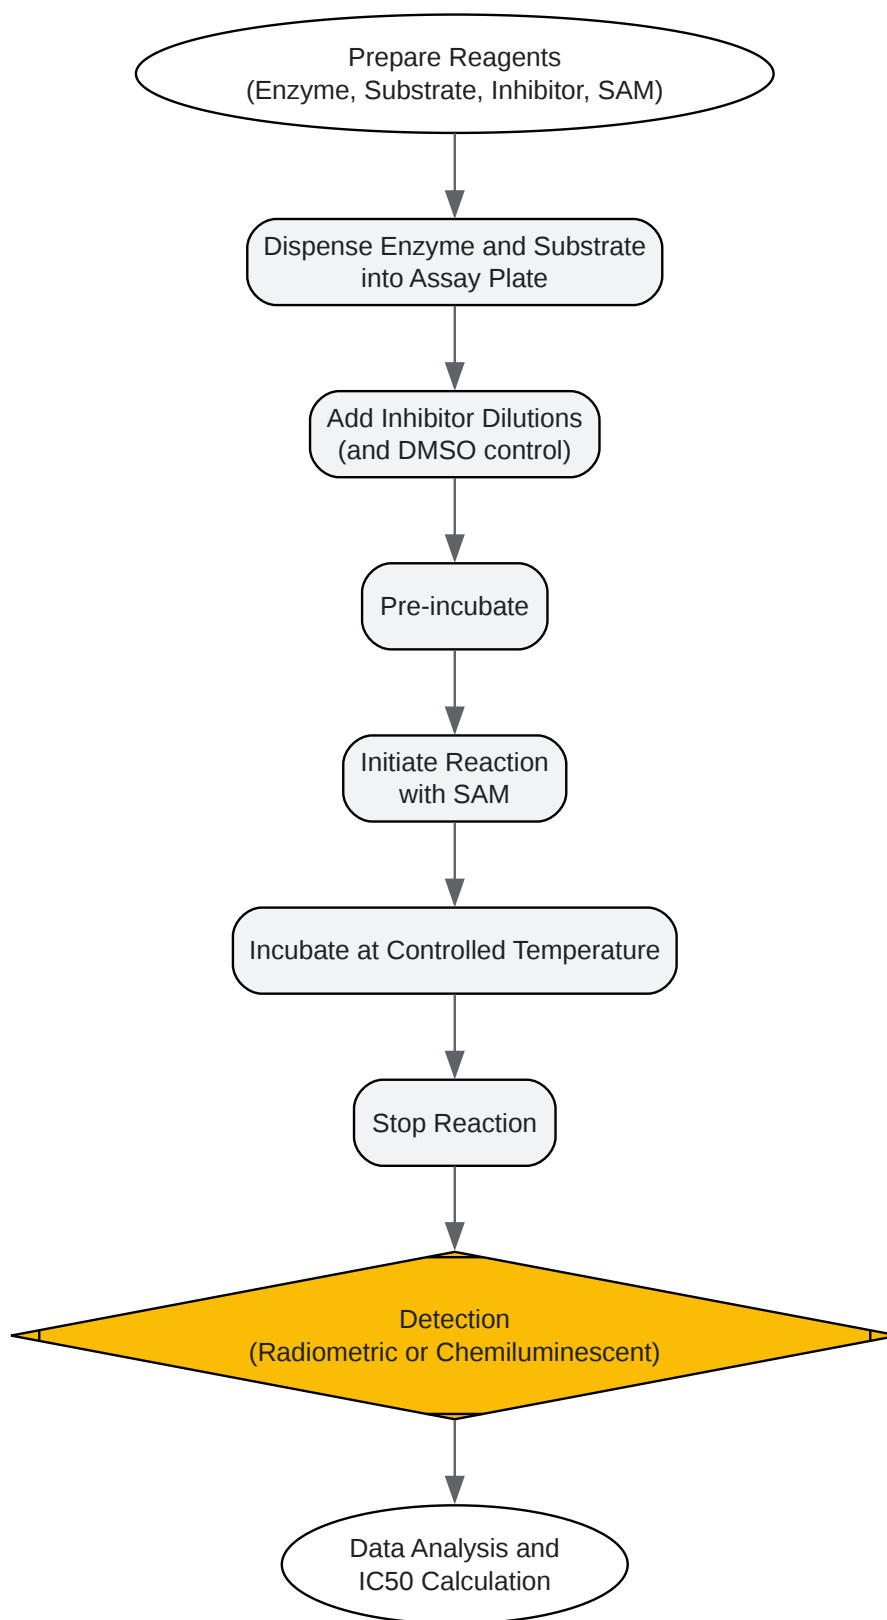 Prepare Reagents
(Enzyme, Substrate, Inhibitor, SAM)
Dispense Enzyme and Substrate
into Assay Plate
Add Inhibitor Dilutions
(and DMSO control)
Pre-incubate
Initiate Reaction
with SAM
Incubate at Controlled Temperature
Stop Reaction
Detection
(Radiometric or Chemiluminescent)
Data Analysis and
IC50 Calculation